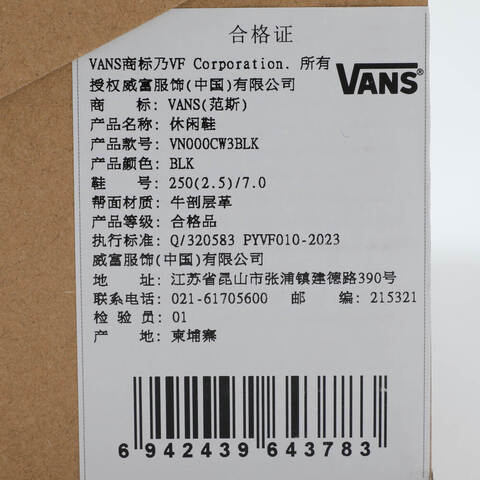 合格证
VANS商标乃VF Corporation. 所有
VANS®
授权威富服饰(中国)有限公司
商 标: VANS(范斯)
产品名称: 休闲鞋
产品款号: VN000CW3BLK
产品颜色: BLK
鞋 号: 250(2.5)/7.0
帮面材质: 牛剖层革
产品等级: 合格品
执行标准: Q/320583 PYVF010-2023
威富服饰(中国)有限公司
地 址: 江苏省昆山市张浦镇建德路390号
联系电话: 021-61705600 邮 编: 215321
检 验 员: 01
产 地: 柬埔寨
6 942439 643783